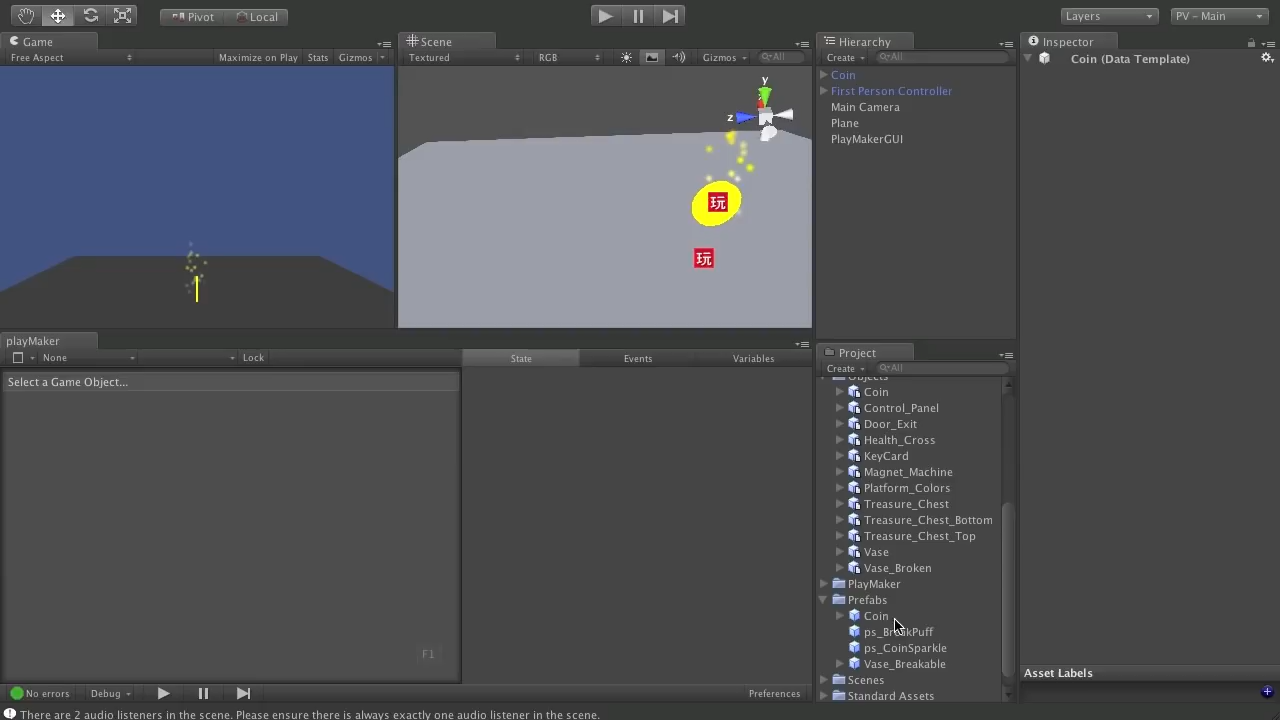 Pivot Local Layers PV - Main
Game Scene Hierarchy Inspector
Free Aspect Maximize on Play Stats Gizmos Textured RGB Gizmos All Create All Coin (Data Template)
Coin
First Person Controller
Main Camera
Plane
PlayMakerGUI
y
z
玩
玩
playMaker
None Lock State Events Variables
Select a Game Object...
F1
Project
Create All
Objects
Coin
Control_Panel
Door_Exit
Health_Cross
KeyCard
Magnet_Machine
Platform_Colors
Treasure_Chest
Treasure_Chest_Bottom
Treasure_Chest_Top
Vase
Vase_Broken
PlayMaker
Prefabs
Coin
ps_BreakPuff
ps_CoinSparkle
Vase_Breakable
Scenes
Standard Assets
Asset Labels
No errors Debug Preferences
There are 2 audio listeners in the scene. Please ensure there is always exactly one audio listener in the scene.